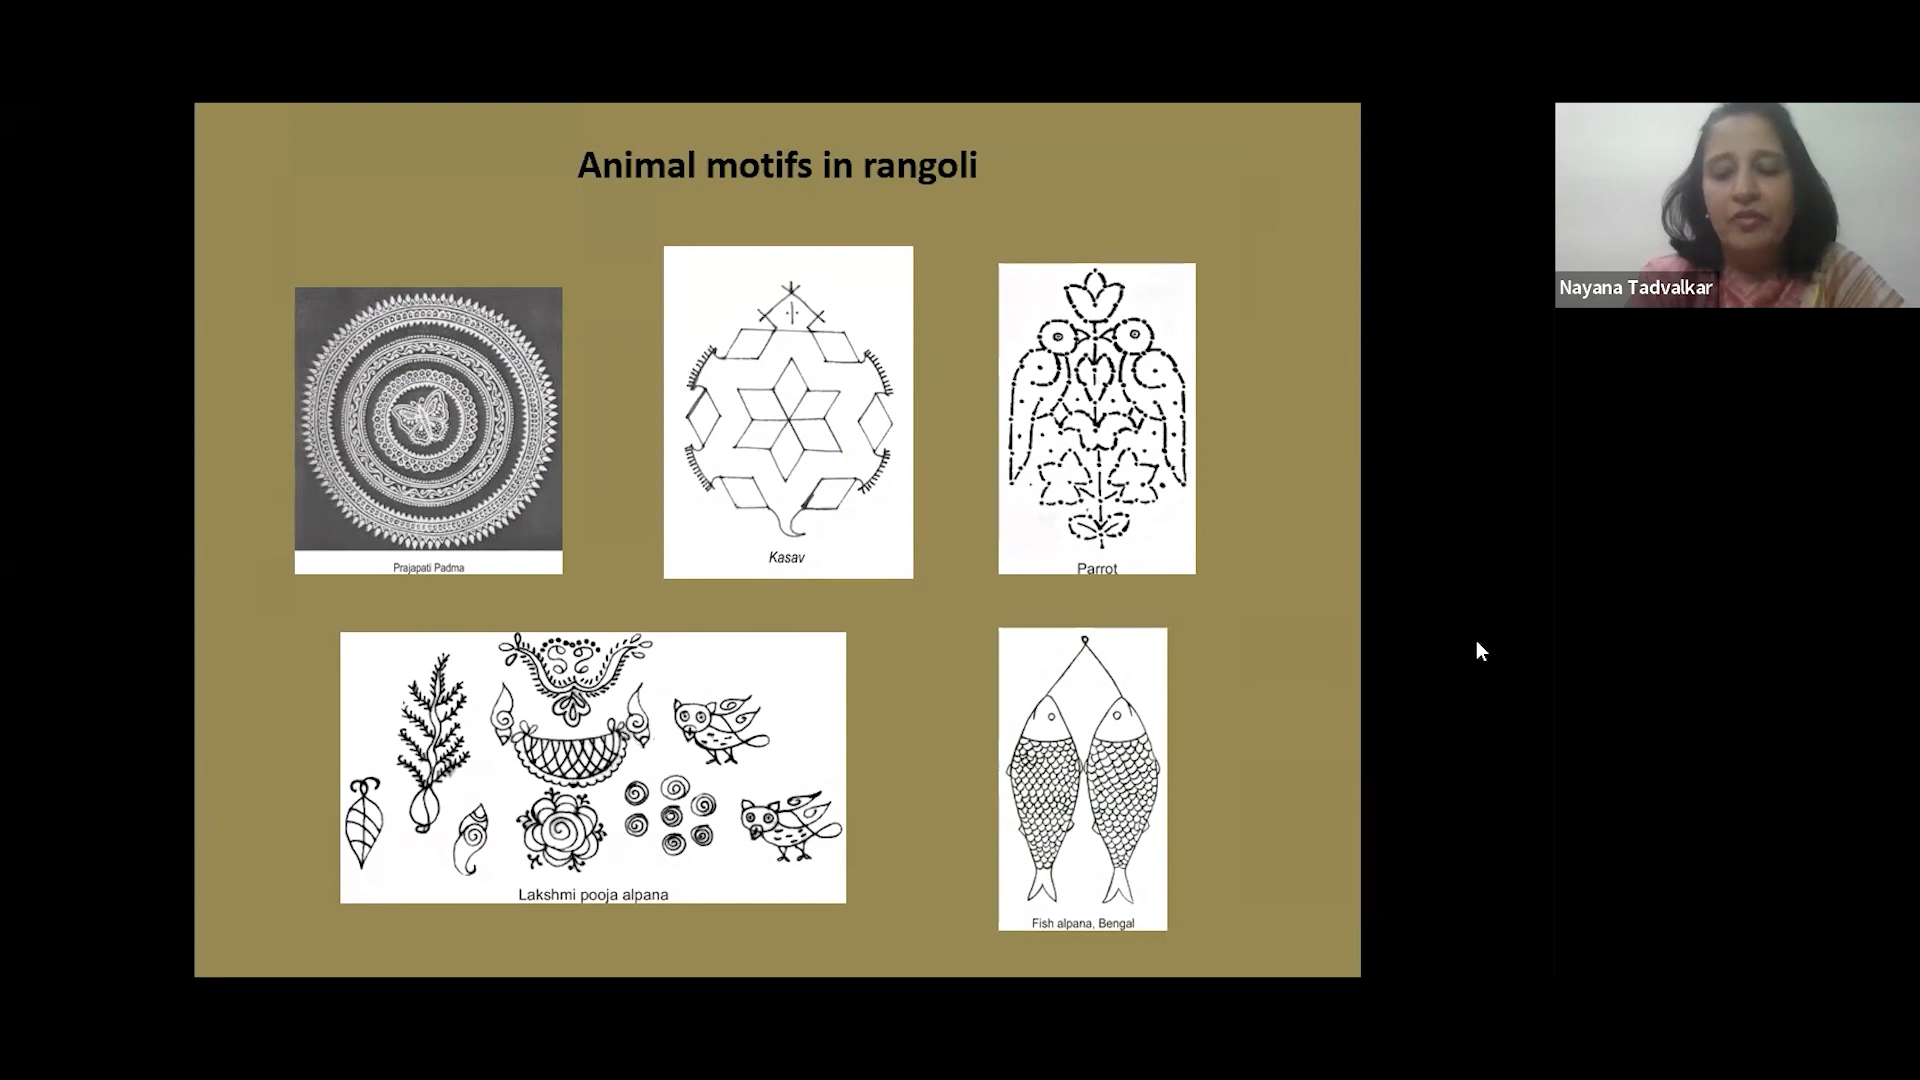 Animal motifs in rangoli
Nayana Tadvalkar
Prajapati Padma
Kasav
Parrot
Lakshmi pooja alpana
Fish alpana, Bengal